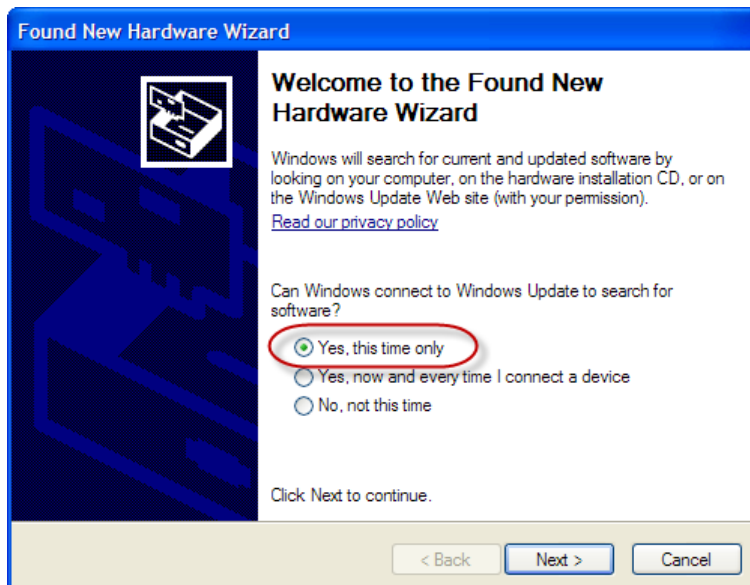 Found New Hardware Wizard
Welcome to the Found New
Hardware Wizard
Windows will search for current and updated software by
looking on your computer, on the hardware installation CD, or on
the Windows Update Web site (with your permission).
Read our privacy policy
Can Windows connect to Windows Update to search for
software?
Yes, this time only
Yes, now and every time I connect a device
No, not this time
Click Next to continue.
< Back
Next >
Cancel